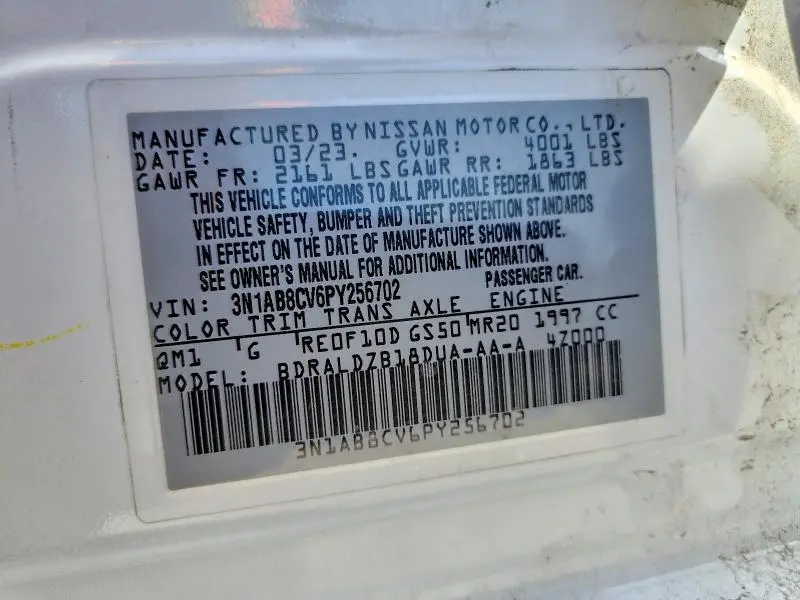 MANUFACTURED BY NISSAN MOTOR CO., LTD.
DATE: 03/23. GVWR: 4001 LBS
GAWR FR: 2161 LBS GAWR RR: 1863 LBS
THIS VEHICLE CONFORMS TO ALL APPLICABLE FEDERAL MOTOR
VEHICLE SAFETY, BUMPER AND THEFT PREVENTION STANDARDS
IN EFFECT ON THE DATE OF MANUFACTURE SHOWN ABOVE.
SEE OWNER'S MANUAL FOR ADDITIONAL INFORMATION.
VIN: 3N1AB8CV6PY256702 PASSENGER CAR.
COLOR TRIM TRANS AXLE ENGINE
QM1 G RE0F10D GS50 MR20 1997 CC
MODEL: BDRALDZB18DUA-AA-A 4Z000
3N1AB8CV6PY256702